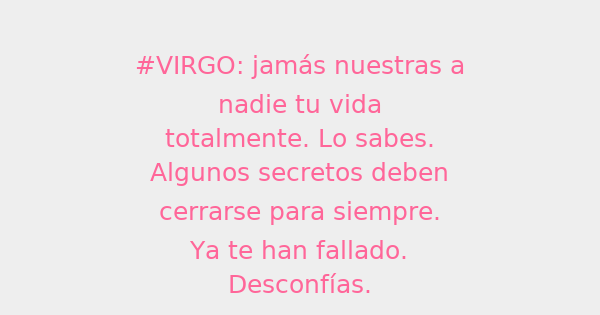 #VIRGO: jamás nuestras a
nadie tu vida
totalmente. Lo sabes.
Algunos secretos deben
cerrarse para siempre.
Ya te han fallado.
Desconfías.